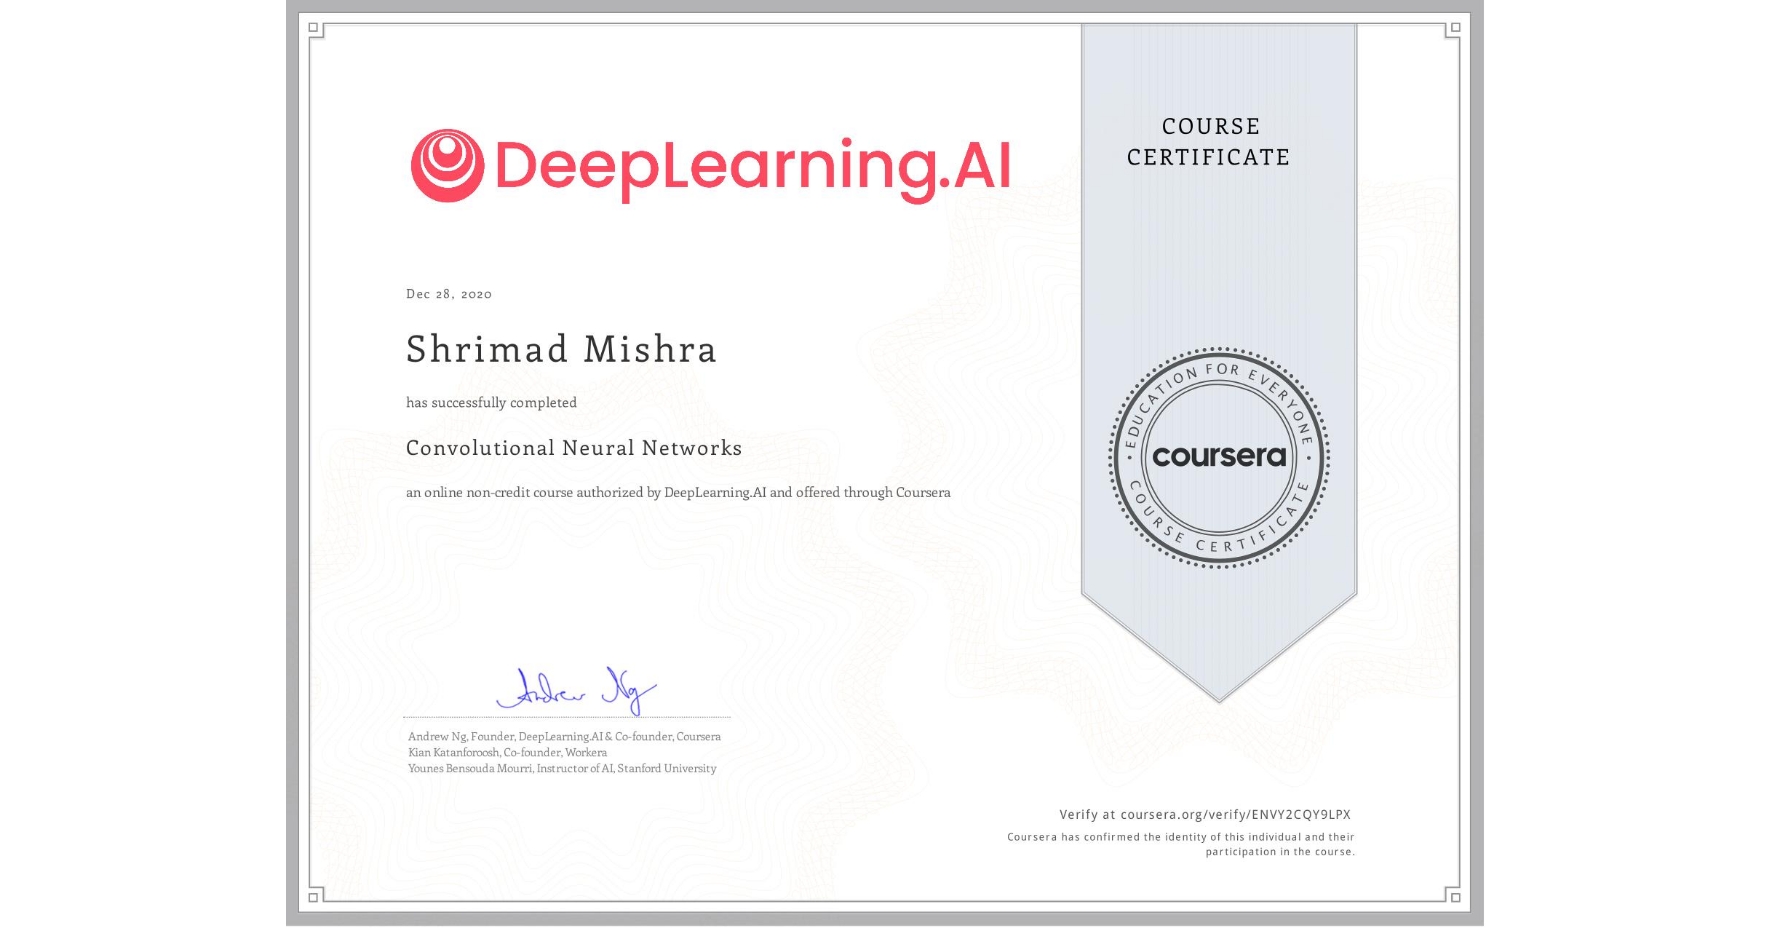 DeepLearning.AI
COURSE
CERTIFICATE
Dec 28, 2020
Shrimad Mishra
has successfully completed
Convolutional Neural Networks
an online non-credit course authorized by DeepLearning.AI and offered through Coursera
EDUCATION FOR EVERYONE
coursera
COURSE CERTIFICATE
Andrew Ng
Andrew Ng, Founder, DeepLearning.AI & Co-founder, Coursera
Kian Katanforoosh, Co-founder, Workera
Younes Bensouda Mourri, Instructor of AI, Stanford University
Verify at coursera.org/verify/ENVY2CQY9LPX
Coursera has confirmed the identity of this individual and their
participation in the course.